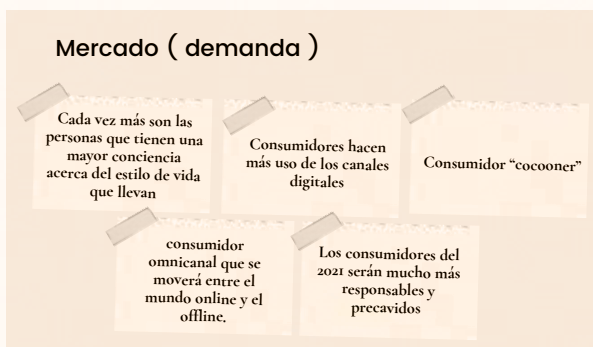 Mercado ( demanda )
Cada vez más son las
personas que tienen una
mayor conciencia
acerca del estilo de vida
que llevan
Consumidores hacen
más uso de los canales
digitales
Consumidor “cocooner”
consumidor
omnicanal que se
moverá entre el
mundo online y el
offline.
Los consumidores del
2021 serán mucho más
responsables y
precavidos